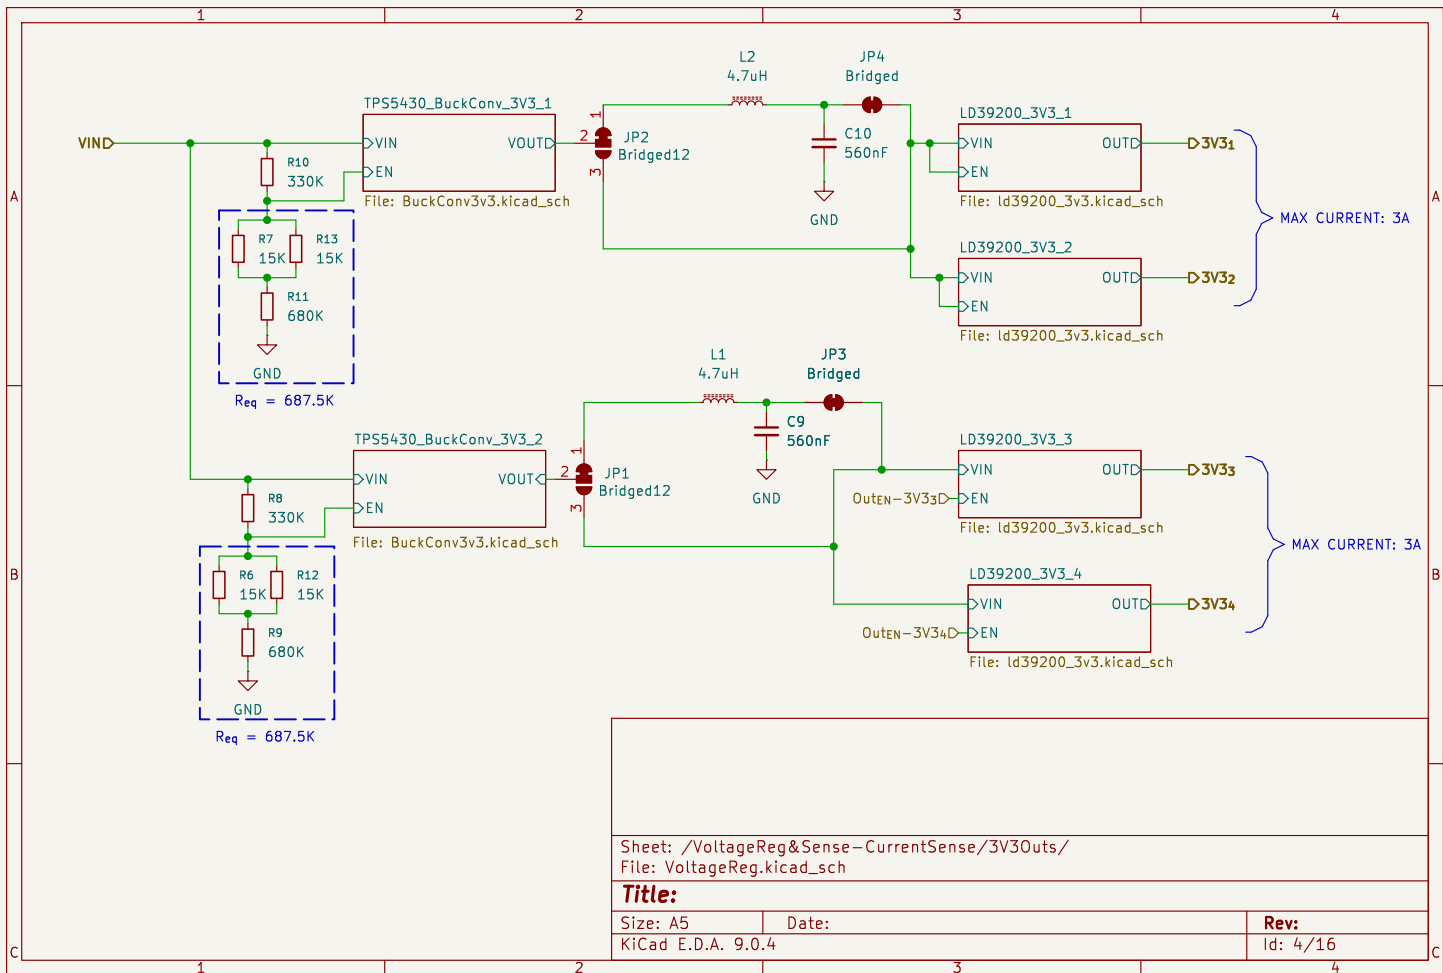 1 2 3 4
L2
4.7uH
JP4
Bridged
TPS5430_BuckConv_3V3_1
VIN
VIN
EN
VOUT
File: BuckConv3v3.kicad_sch
1
2
3
JP2
Bridged12
C10
560nF
GND
LD39200_3V3_1
VIN
EN
OUT
3V31
File: ld39200_3v3.kicad_sch
R10
330K
A
A
R7
15K
R13
15K
R11
680K
GND
Req = 687.5K
MAX CURRENT: 3A
LD39200_3V3_2
VIN
EN
OUT
3V32
File: ld39200_3v3.kicad_sch
L1
4.7uH
JP3
Bridged
TPS5430_BuckConv_3V3_2
VIN
EN
VOUT
File: BuckConv3v3.kicad_sch
1
2
3
JP1
Bridged12
C9
560nF
GND
LD39200_3V3_3
VIN
EN
OUT
3V33
OutEN-3V33
File: ld39200_3v3.kicad_sch
R8
330K
B
B
R6
15K
R12
15K
R9
680K
GND
Req = 687.5K
MAX CURRENT: 3A
LD39200_3V3_4
VIN
EN
OUT
3V34
OutEN-3V34
File: ld39200_3v3.kicad_sch
Sheet: /VoltageReg&Sense-CurrentSense/3V3Outs/
File: VoltageReg.kicad_sch
Title:
Size: A5 Date: Rev:
KiCad E.D.A. 9.0.4 Id: 4/16
C
C
1 2 3 4